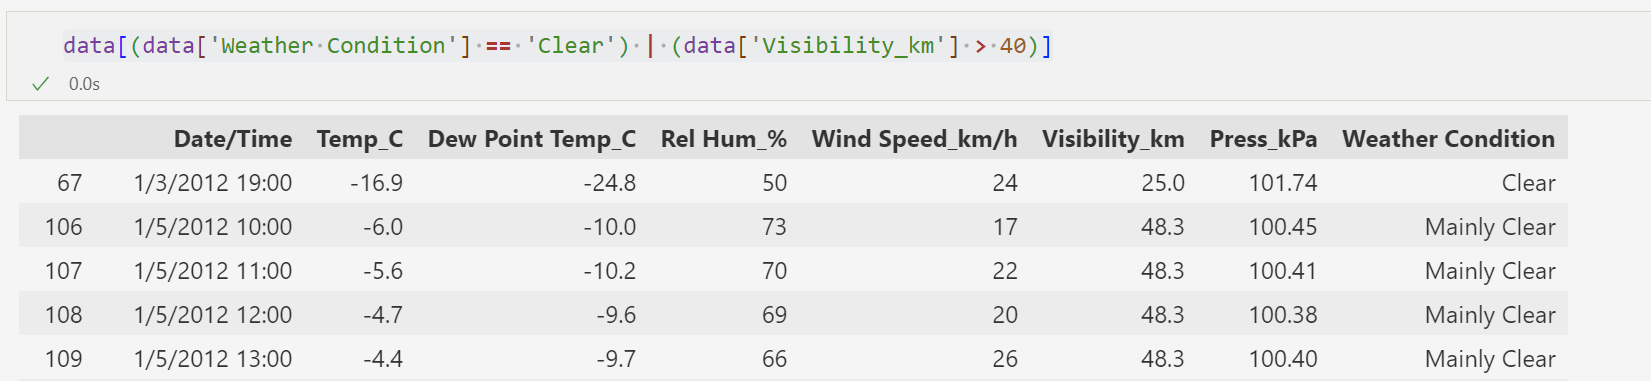 data[(data['Weather Condition'] == 'Clear') | (data['Visibility_km'] > 40)]
0.0s
Date/Time Temp_C Dew Point Temp_C Rel Hum_% Wind Speed_km/h Visibility_km Press_kPa Weather Condition
67 1/3/2012 19:00 -16.9 -24.8 50 24 25.0 101.74 Clear
106 1/5/2012 10:00 -6.0 -10.0 73 17 48.3 100.45 Mainly Clear
107 1/5/2012 11:00 -5.6 -10.2 70 22 48.3 100.41 Mainly Clear
108 1/5/2012 12:00 -4.7 -9.6 69 20 48.3 100.38 Mainly Clear
109 1/5/2012 13:00 -4.4 -9.7 66 26 48.3 100.40 Mainly Clear